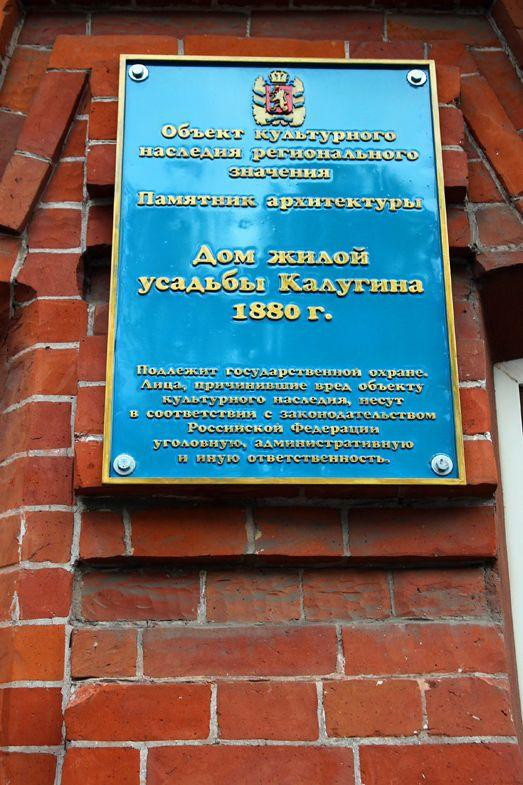 Объект культурного
наследия регионального
значения
Памятник архитектуры
Дом жилой
усадьбы Калугина
1880 г.
Подлежит государственной охране.
Лица, причинившие вред объекту
культурного наследия, несут
в соответствии с законодательством
Российской Федерации
уголовную, административную
и иную ответственность.